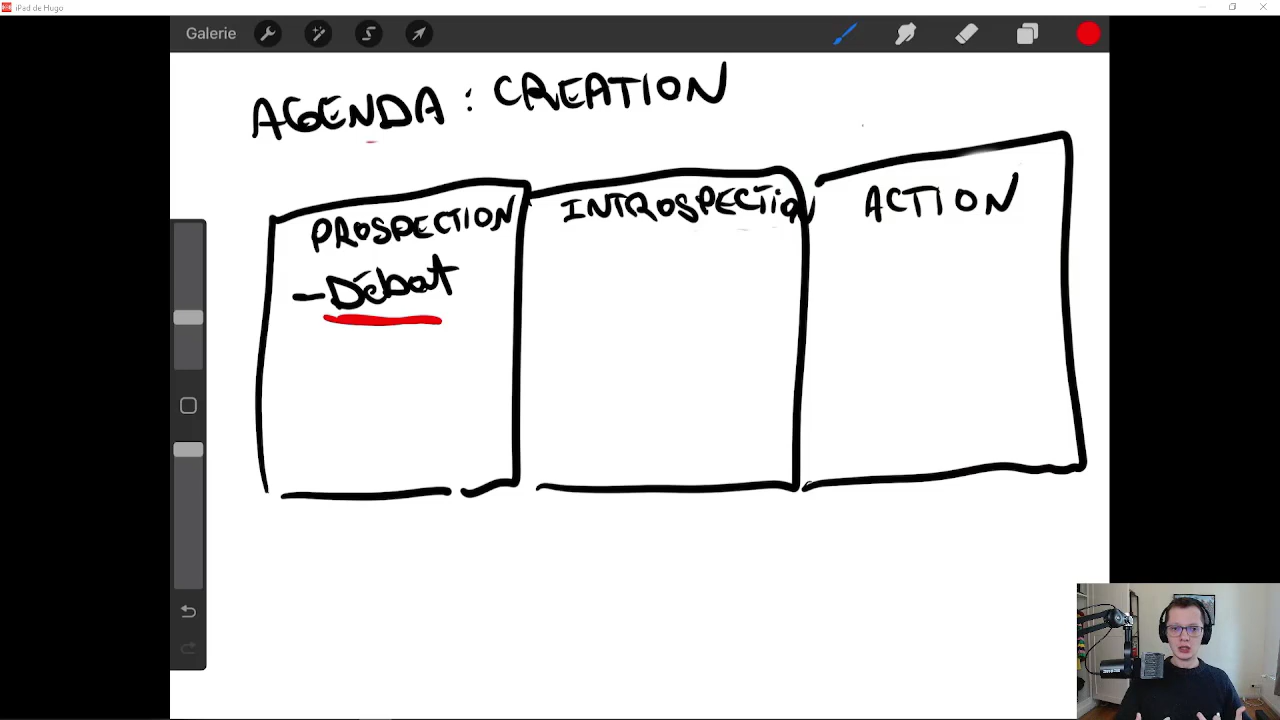 iPad de Hugo
Galerie
AGENDA : CREATION
PROSPECTION
INTROSPECTiON
ACTION
- Débat